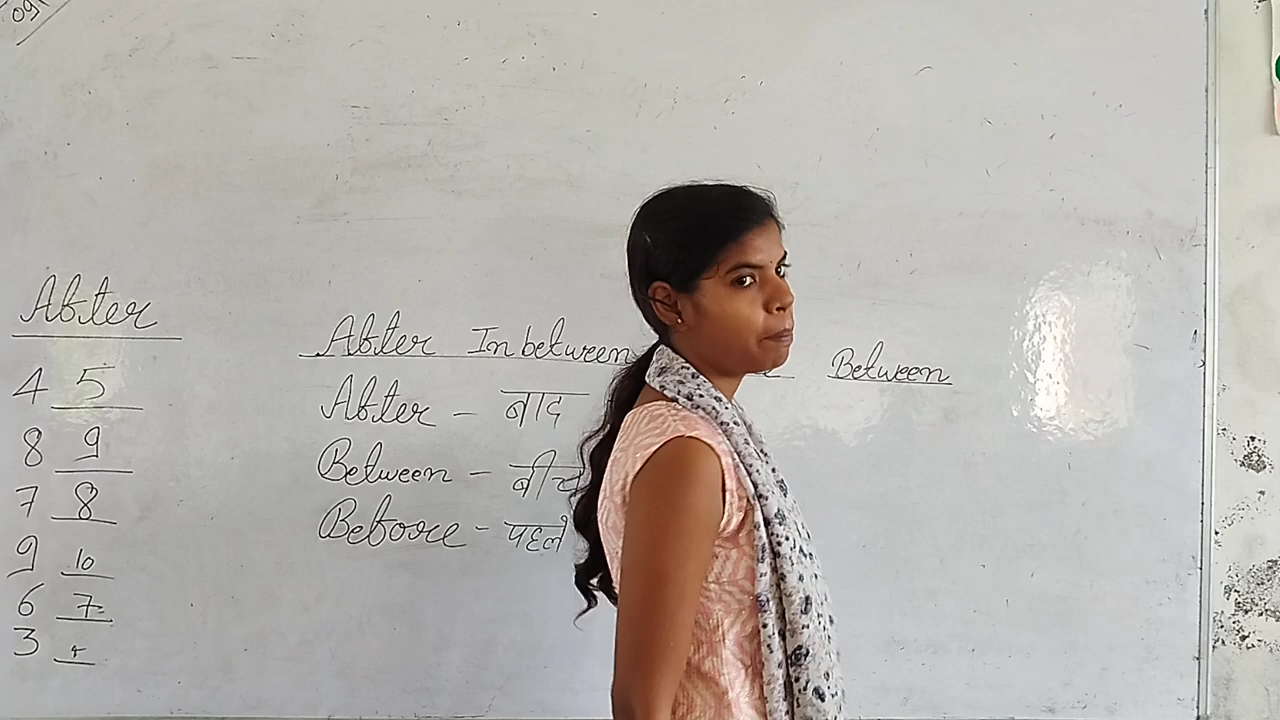 After
4 5
8 9
7 8
9 10
6 7
3
After In between
After - बाद
Between - बीच
Before - पहले
Between